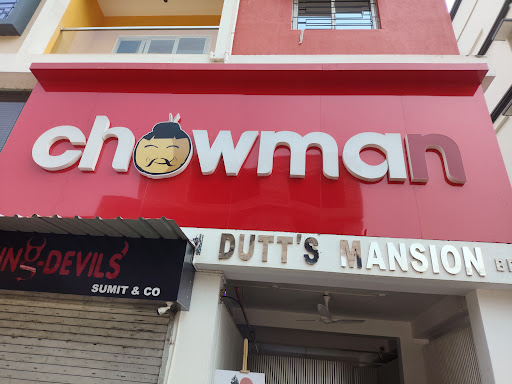 chowman
DUTT'S MANSION
-DEVILS
SUMIT & CO